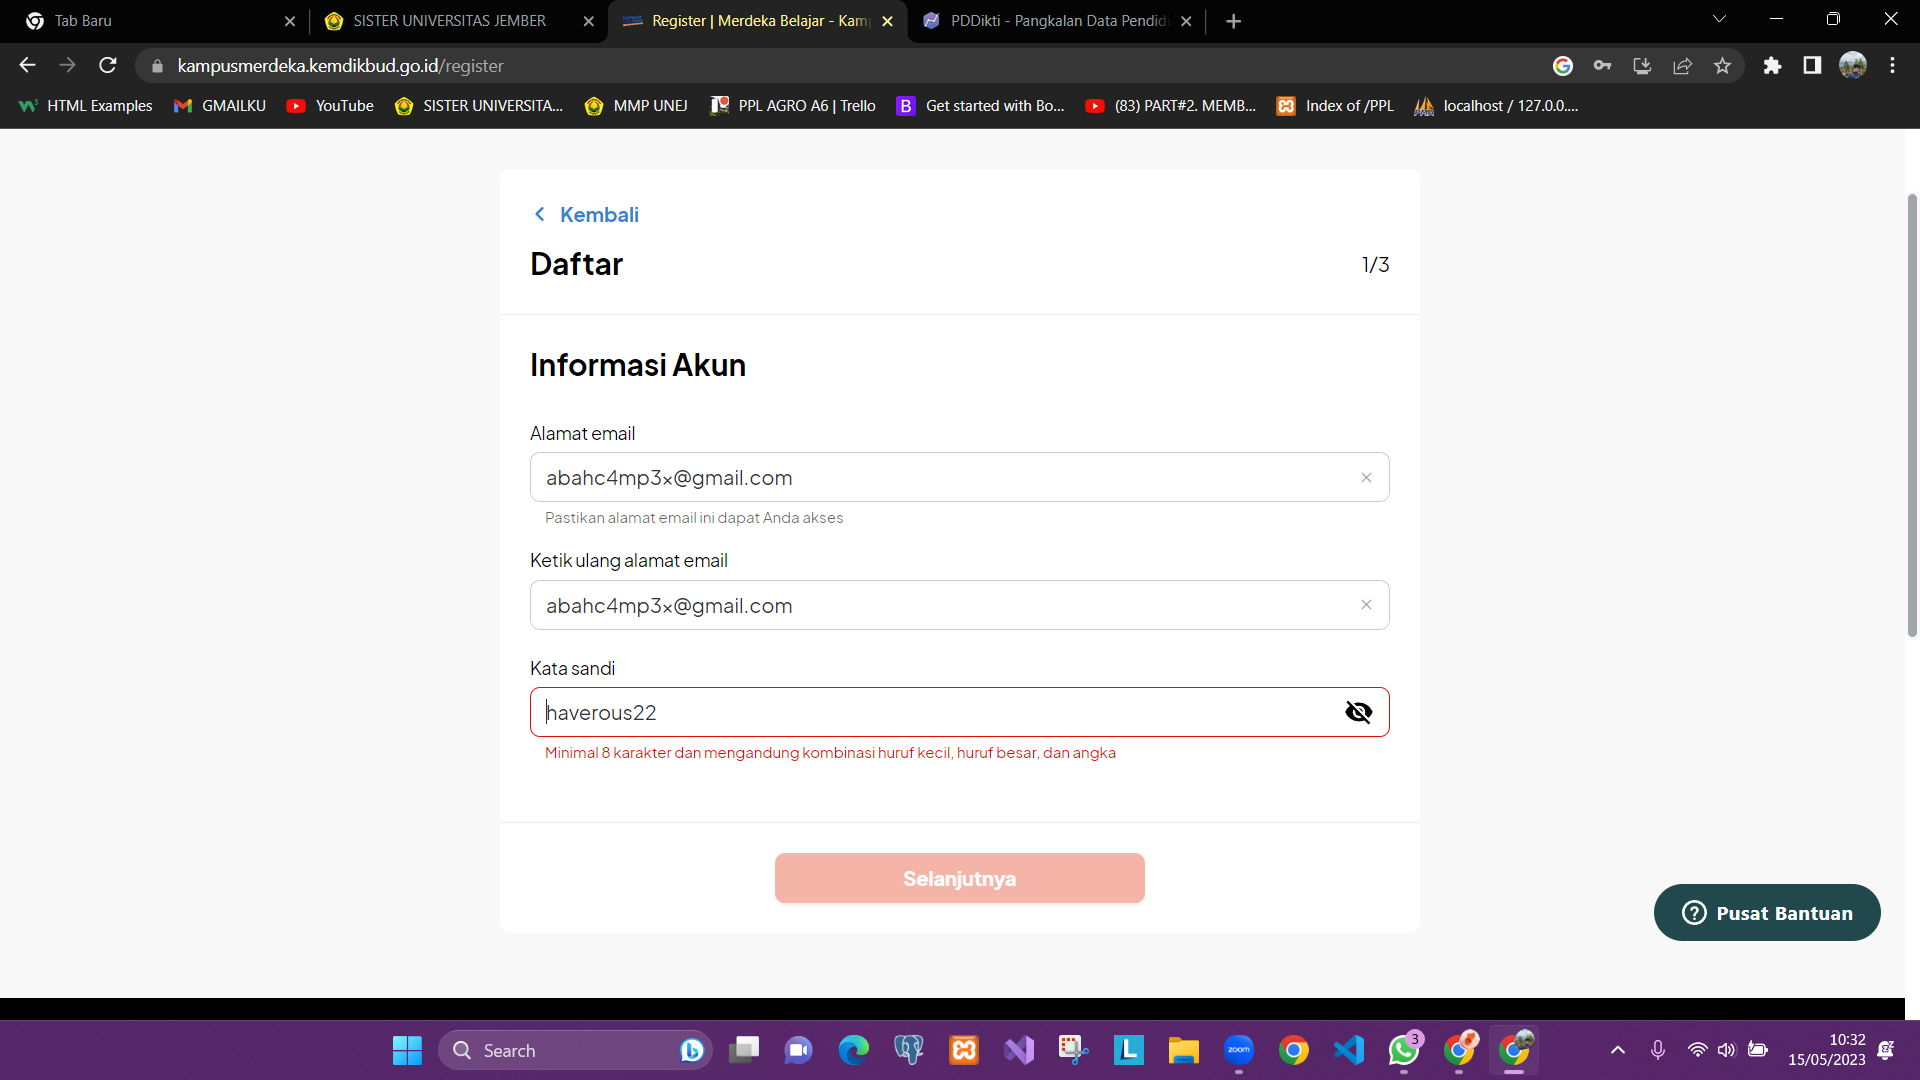 Tab Baru
SISTER UNIVERSITAS JEMBER
Register | Merdeka Belajar - Kam
PDDikti - Pangkalan Data Pendidi
kampusmerdeka.kemdikbud.go.id/register
HTML Examples
GMAILKU
YouTube
SISTER UNIVERSITA...
MMP UNEJ
PPL AGRO A6 | Trello
Get started with Bo...
(83) PART#2. MEMB...
Index of /PPL
localhost / 127.0.0....
Kembali
Daftar
1/3
Informasi Akun
Alamat email
abahc4mp3x@gmail.com
Pastikan alamat email ini dapat Anda akses
Ketik ulang alamat email
abahc4mp3x@gmail.com
Kata sandi
haverous22
Minimal 8 karakter dan mengandung kombinasi huruf kecil, huruf besar, dan angka
Selanjutnya
Pusat Bantuan
Search
zoom
3
10:32
15/05/2023